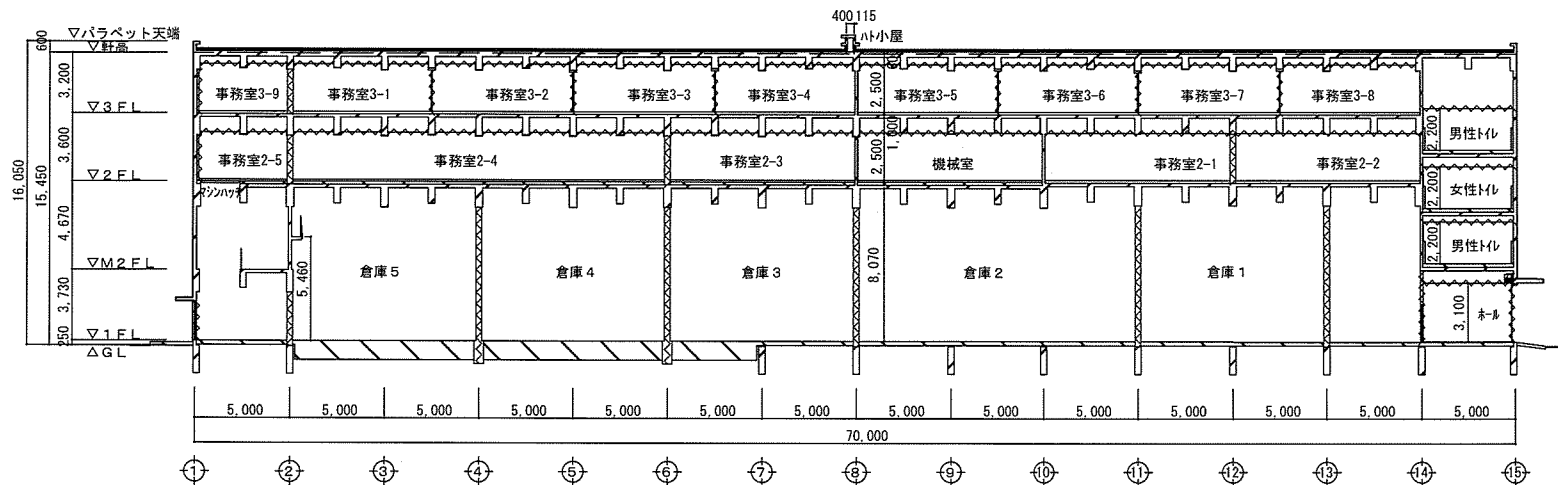 400 115
▽パラペット天端
ハト小屋
▽軒高
600
3,200
事務室3-9
事務室3-1
事務室3-2
事務室3-3
事務室3-4
2,500
事務室3-5
事務室3-6
事務室3-7
事務室3-8
▽3FL
3,600
2,200
男性トイレ
16,050
15,450
事務室2-5
事務室2-4
事務室2-3
2,500
機械室
事務室2-1
事務室2-2
▽2FL
マシンハッチ
2,200
女性トイレ
4,670
2,200
男性トイレ
▽M2FL
5,460
倉庫5
倉庫4
倉庫3
8,070
倉庫2
倉庫1
3,730
3,100
ホール
250
▽1FL
△GL
5,000 5,000 5,000 5,000 5,000 5,000 5,000 5,000 5,000 5,000 5,000 5,000 5,000 5,000
70,000
1 2 3 4 5 6 7 8 9 10 11 12 13 14 15